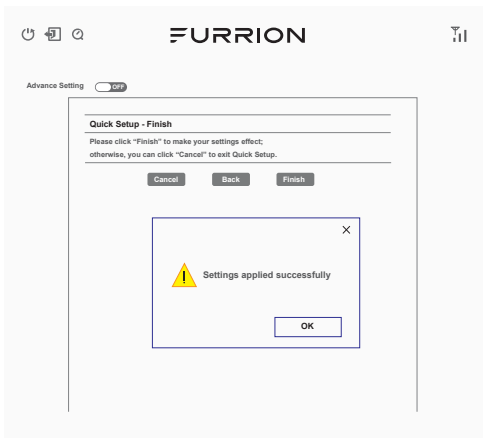 FURRION
Advance Setting OFF
Quick Setup - Finish
Please click “Finish” to make your settings effect;
otherwise, you can click “Cancel” to exit Quick Setup.
Cancel Back Finish
Settings applied successfully
OK